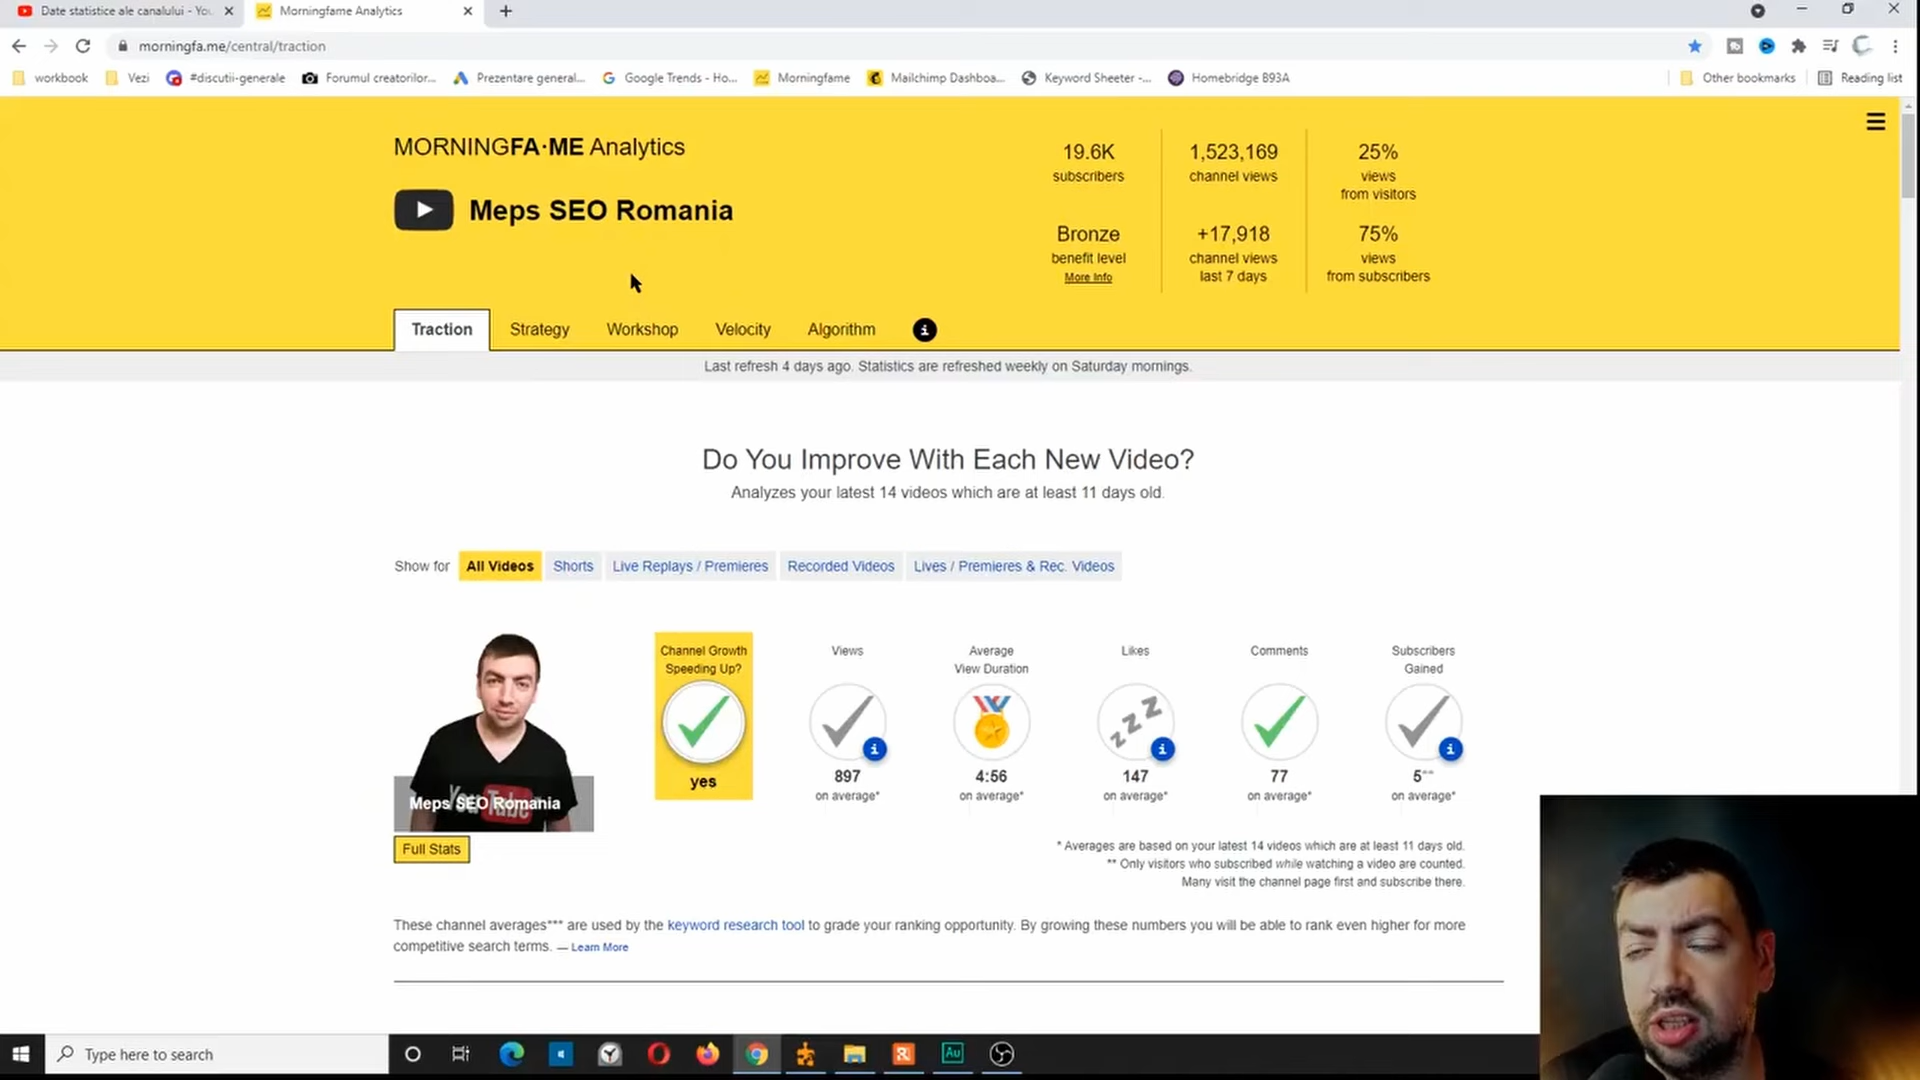 Date statistice ale canalului - You
Morningfame Analytics
morningfa.me/central/traction
workbook
Vezi
#discutii-generale
Forumul creatorilor...
Prezentare general...
Google Trends - Ho...
Morningfame
Mailchimp Dashboa...
Keyword Sheeter -...
Homebridge B93A
Other bookmarks
Reading list
MORNINGFA·ME Analytics
Meps SEO Romania
19.6K
subscribers
1,523,169
channel views
25%
views
from visitors
Bronze
benefit level
More Info
+17,918
channel views
last 7 days
75%
views
from subscribers
Traction
Strategy
Workshop
Velocity
Algorithm
i
Last refresh 4 days ago. Statistics are refreshed weekly on Saturday mornings.
Do You Improve With Each New Video?
Analyzes your latest 14 videos which are at least 11 days old.
Show for
All Videos
Shorts
Live Replays / Premieres
Recorded Videos
Lives / Premieres & Rec. Videos
Channel Growth
Speeding Up?
yes
Views
i
897
on average*
Average
View Duration
4:56
on average*
Likes
zzz
i
147
on average*
Comments
77
on average*
Subscribers
Gained
i
5**
on average*
You Tube
Meps SEO Romania
Full Stats
* Averages are based on your latest 14 videos which are at least 11 days old.
** Only visitors who subscribed while watching a video are counted.
Many visit the channel page first and subscribe there.
These channel averages*** are used by the keyword research tool to grade your ranking opportunity. By growing these numbers you will be able to rank even higher for more
competitive search terms. — Learn More
Type here to search
Au